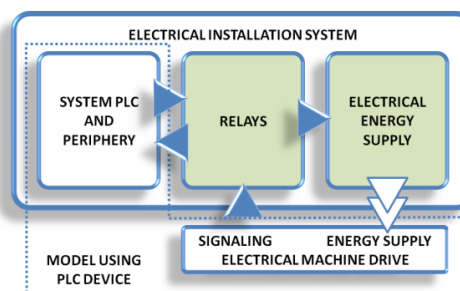 ELECTRICAL INSTALLATION SYSTEM
SYSTEM PLC
AND
PERIPHERY
RELAYS
ELECTRICAL
ENERGY
SUPPLY
SIGNALING ENERGY SUPPLY
ELECTRICAL MACHINE DRIVE
MODEL USING
PLC DEVICE